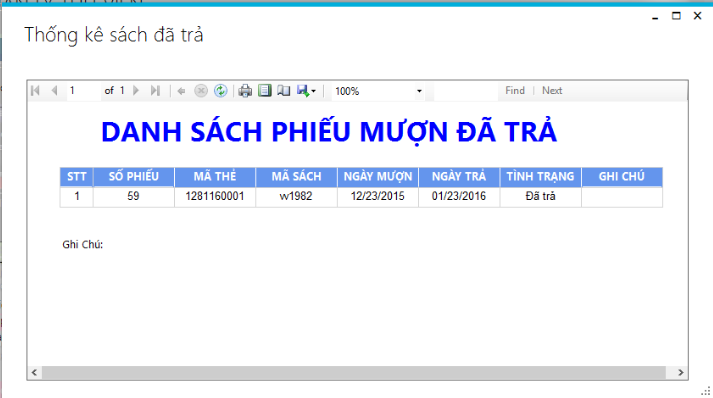 Thống kê sách đã trả
1 of 1 100% Find Next
DANH SÁCH PHIẾU MƯỢN ĐÃ TRẢ
STT SỐ PHIẾU MÃ THẺ MÃ SÁCH NGÀY MƯỢN NGÀY TRẢ TÌNH TRẠNG GHI CHÚ
1 59 1281160001 w1982 12/23/2015 01/23/2016 Đã trả
Ghi Chú: